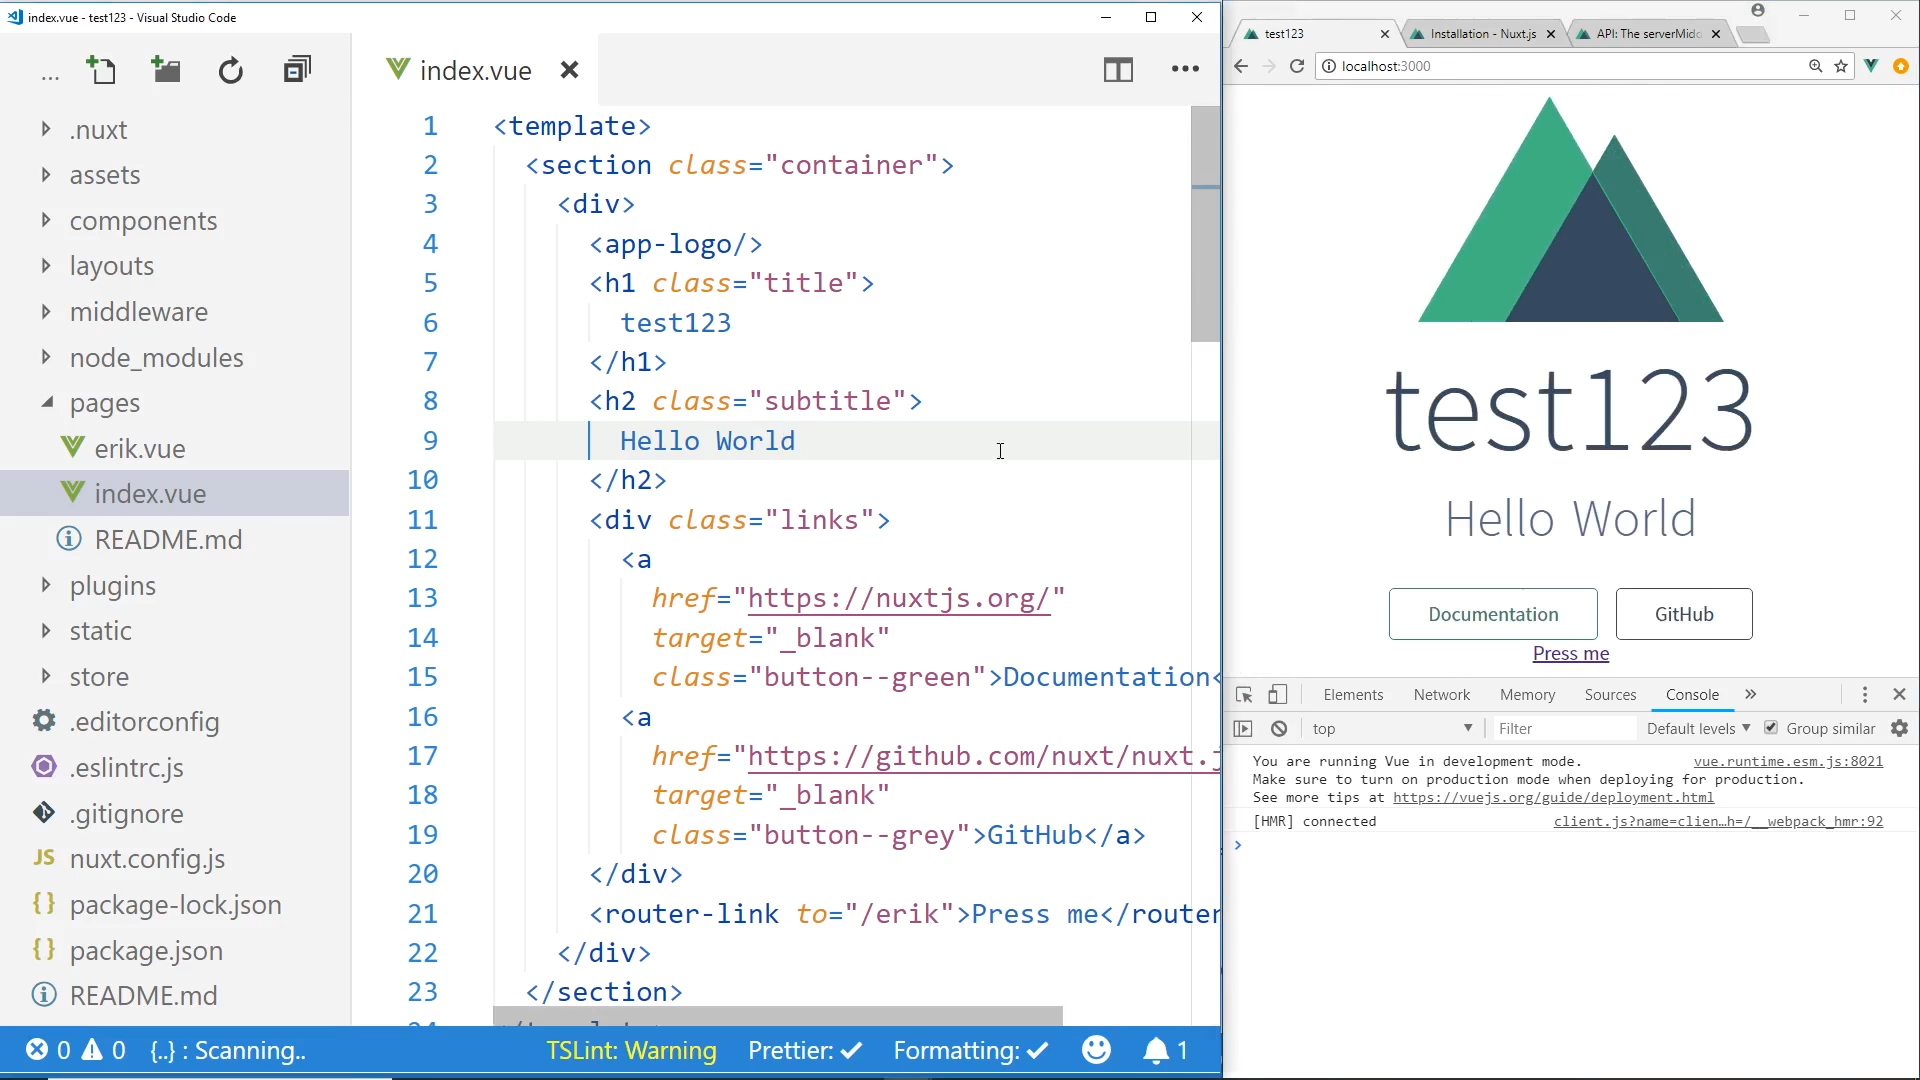 index.vue - test123 - Visual Studio Code
...
.nuxt
assets
components
layouts
middleware
node_modules
pages
erik.vue
index.vue
README.md
plugins
static
store
.editorconfig
.eslintrc.js
.gitignore
nuxt.config.js
package-lock.json
package.json
README.md
index.vue
1 <template>
2 <section class="container">
3 <div>
4 <app-logo/>
5 <h1 class="title">
6 test123
7 </h1>
8 <h2 class="subtitle">
9 Hello World
10 </h2>
11 <div class="links">
12 <a
13 href="https://nuxtjs.org/"
14 target="_blank"
15 class="button--green">Documentation<
16 <a
17 href="https://github.com/nuxt/nuxt.j
18 target="_blank"
19 class="button--grey">GitHub</a>
20 </div>
21 <router-link to="/erik">Press me</router
22 </div>
23 </section>
0 0 {..} : Scanning.. TSLint: Warning Prettier: ✓ Formatting: ✓ 1
test123
Installation - Nuxt.js
API: The serverMidd
localhost:3000
test123
Hello World
Documentation
GitHub
Press me
Elements Network Memory Sources Console »
top Filter Default levels Group similar
You are running Vue in development mode. vue.runtime.esm.js:8021
Make sure to turn on production mode when deploying for production.
See more tips at https://vuejs.org/guide/deployment.html
[HMR] connected client.js?name=clien…h=/__webpack_hmr:92